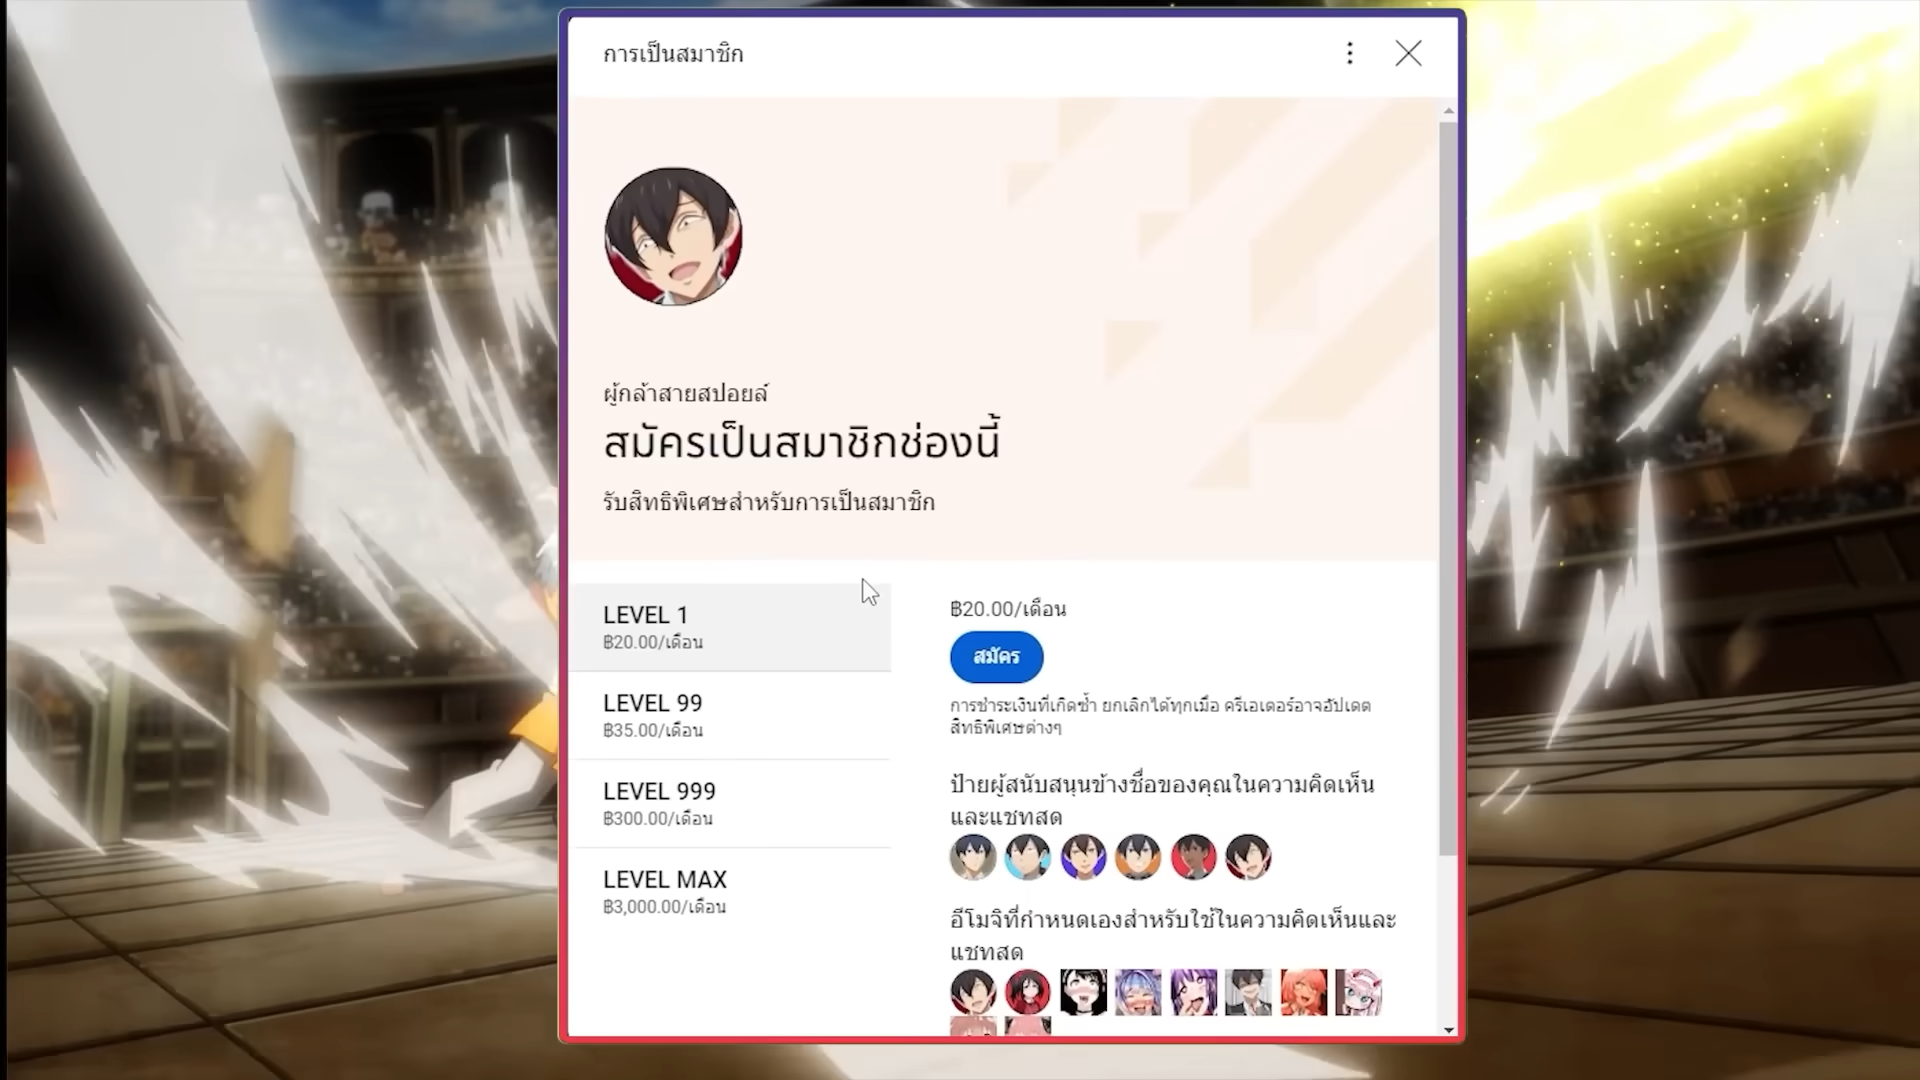 การเป็นสมาชิก
ผู้กล้าสายสปอยล์
สมัครเป็นสมาชิกช่องนี้
รับสิทธิพิเศษสำหรับการเป็นสมาชิก
LEVEL 1
฿20.00/เดือน
LEVEL 99
฿35.00/เดือน
LEVEL 999
฿300.00/เดือน
LEVEL MAX
฿3,000.00/เดือน
฿20.00/เดือน
สมัคร
การชำระเงินที่เกิดซ้ำ ยกเลิกได้ทุกเมื่อ ครีเอเตอร์อาจอัปเดต
สิทธิพิเศษต่างๆ
ป้ายผู้สนับสนุนข้างชื่อของคุณในความคิดเห็น
และแชทสด
อีโมจิที่กำหนดเองสำหรับใช้ในความคิดเห็นและ
แชทสด